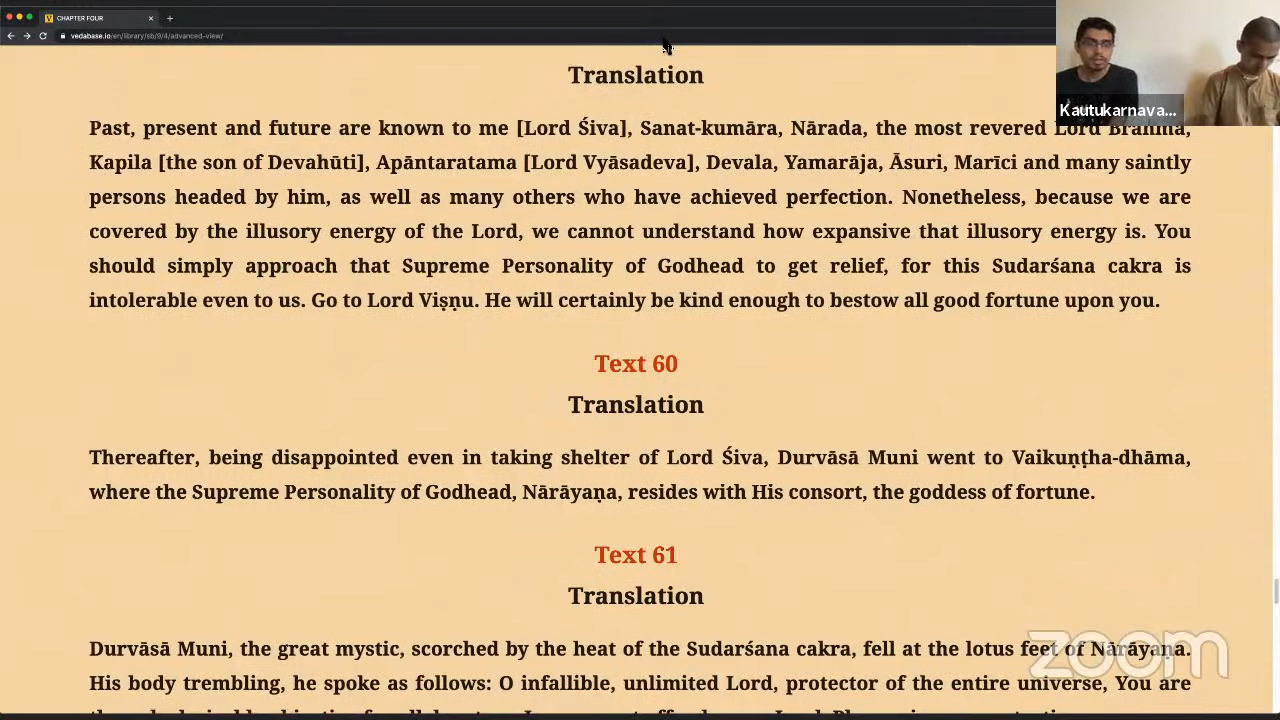 CHAPTER FOUR
vedabase.io/en/library/sb/9/4/advanced-view/
Kautukarnava...
Translation
Past, present and future are known to me [Lord Śiva], Sanat-kumāra, Nārada, the most revered Lord Brahmā,
Kapila [the son of Devahūti], Apāntaratama [Lord Vyāsadeva], Devala, Yamarāja, Āsuri, Marīci and many saintly
persons headed by him, as well as many others who have achieved perfection. Nonetheless, because we are
covered by the illusory energy of the Lord, we cannot understand how expansive that illusory energy is. You
should simply approach that Supreme Personality of Godhead to get relief, for this Sudarśana cakra is
intolerable even to us. Go to Lord Viṣṇu. He will certainly be kind enough to bestow all good fortune upon you.
Text 60
Translation
Thereafter, being disappointed even in taking shelter of Lord Śiva, Durvāsā Muni went to Vaikuṇṭha-dhāma,
where the Supreme Personality of Godhead, Nārāyaṇa, resides with His consort, the goddess of fortune.
Text 61
Translation
Durvāsā Muni, the great mystic, scorched by the heat of the Sudarśana cakra, fell at the lotus feet of Nārāyaṇa.
His body trembling, he spoke as follows: O infallible, unlimited Lord, protector of the entire universe, You are
zoom